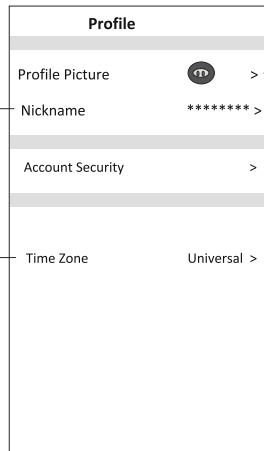 Profile
Profile Picture >
Nickname ******** >
Account Security >
Time Zone Universal >